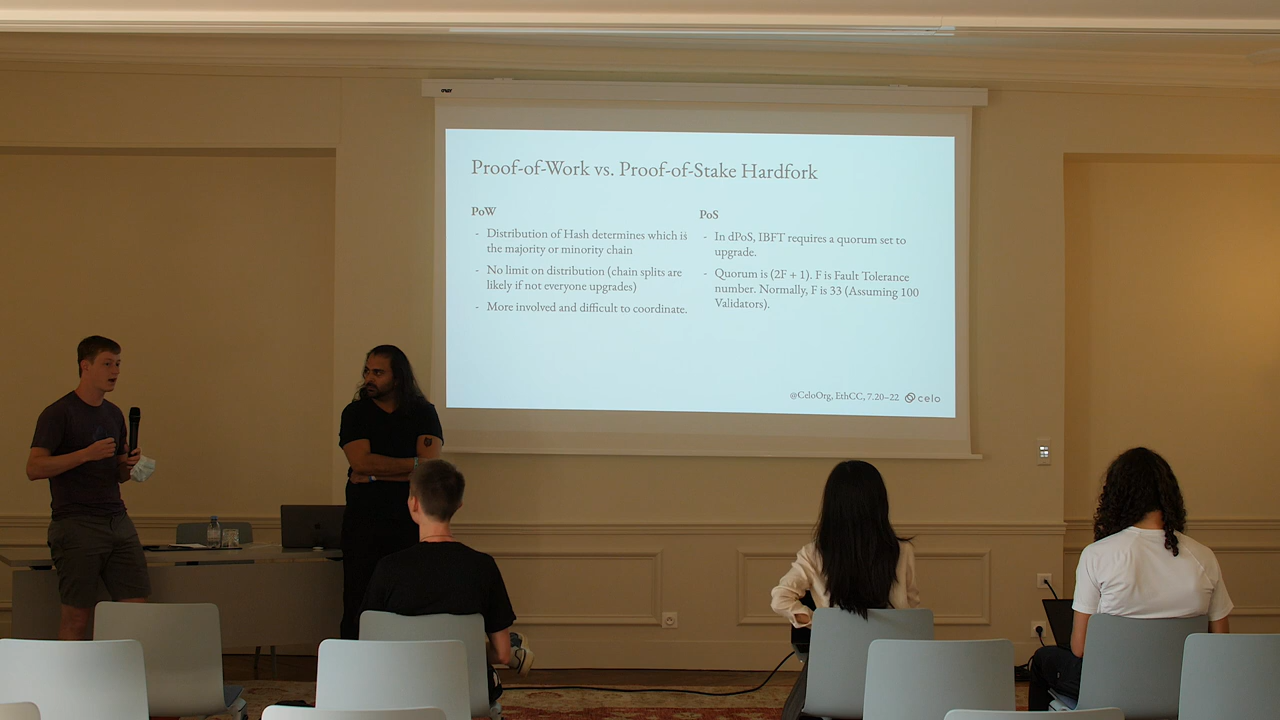 Proof-of-Work vs. Proof-of-Stake Hardfork
PoW
- Distribution of Hash determines which is
the majority or minority chain
- No limit on distribution (chain splits are
likely if not everyone upgrades)
- More involved and difficult to coordinate.
PoS
- In dPoS, IBFT requires a quorum set to
upgrade.
- Quorum is (2F + 1). F is Fault Tolerance
number. Normally, F is 33 (Assuming 100
Validators).
@CeloOrg, EthCC, 7.20–22 celo